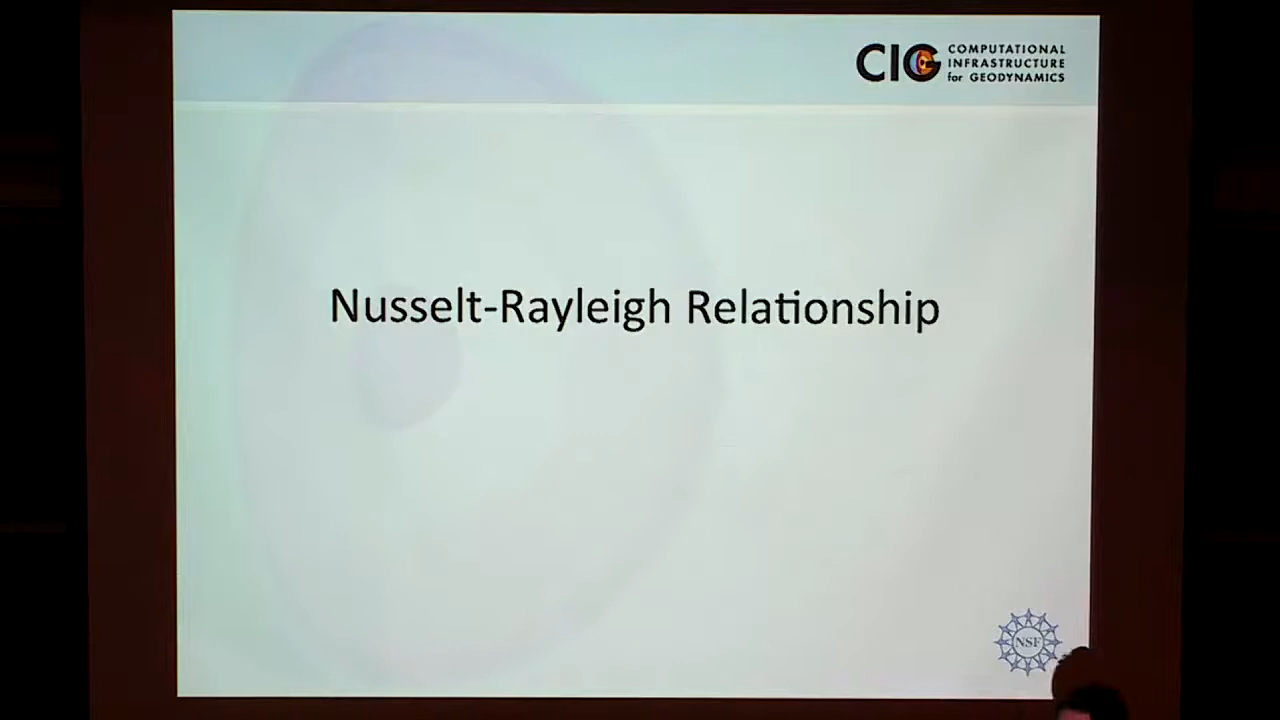 CIG
COMPUTATIONAL
INFRASTRUCTURE
for GEODYNAMICS
Nusselt-Rayleigh Relationship
NSF